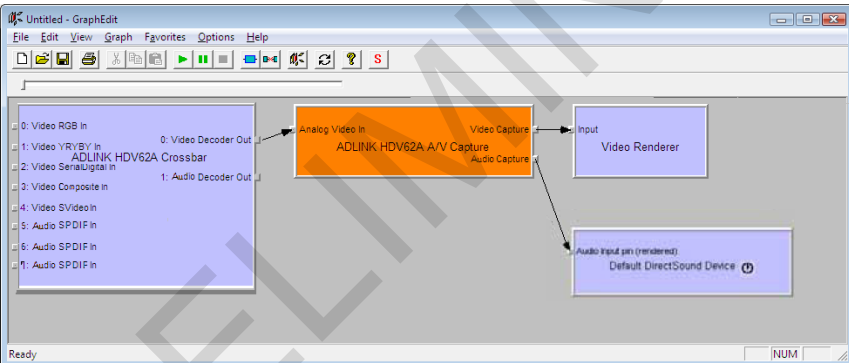 Untitled - GraphEdit
File Edit View Graph Favorites Options Help
S
0: Video RGB In
1: Video YRYBY In
2: Video SerialDigital In
3: Video Composite In
4: Video SVideo In
5: Audio SPDIF In
6: Audio SPDIF In
7: Audio SPDIF In
ADLINK HDV62A Crossbar
0: Video Decoder Out
1: Audio Decoder Out
Analog Video In
ADLINK HDV62A A/V Capture
Video Capture
Audio Capture
Input
Video Renderer
Audio Input pin (rendered)
Default DirectSound Device
Ready
NUM
ELIMIN